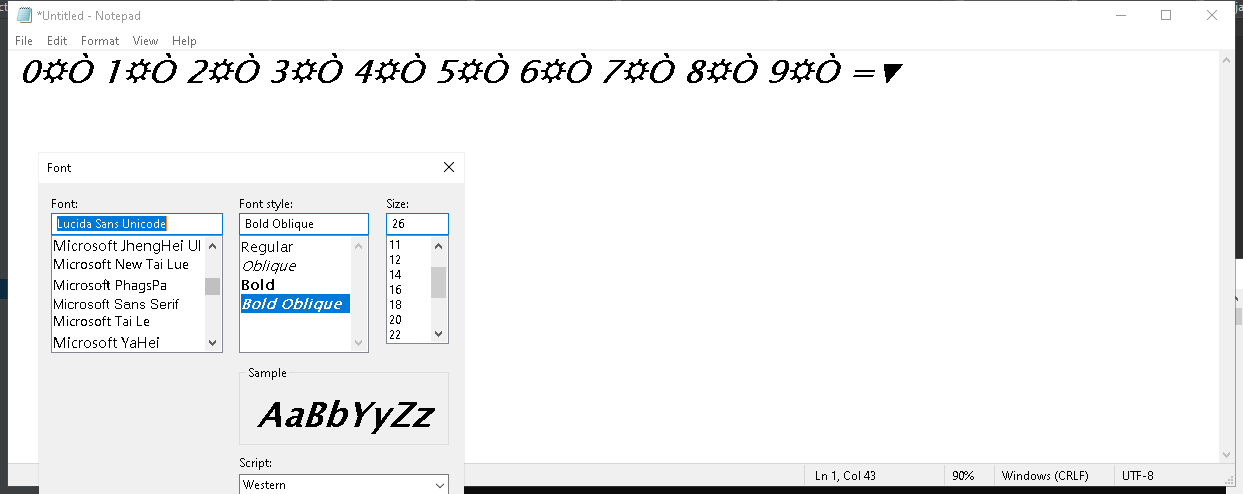 *Untitled - Notepad
File Edit Format View Help
0☼Ò 1☼Ò 2☼Ò 3☼Ò 4☼Ò 5☼Ò 6☼Ò 7☼Ò 8☼Ò 9☼Ò =▼
Font
Font: Font style: Size:
Lucida Sans Unicode Bold Oblique 26
Microsoft JhengHei UI Regular 11
Microsoft New Tai Lue Oblique 12
Microsoft PhagsPa Bold 14
Microsoft Sans Serif Bold Oblique 16
Microsoft Tai Le 18
Microsoft YaHei 20
22
Sample
AaBbYyZz
Script:
Western
Ln 1, Col 43 90% Windows (CRLF) UTF-8